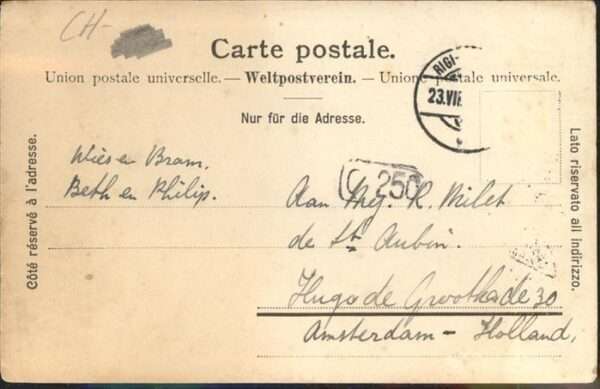 CH-
Carte postale.
Union postale universelle. — Weltpostverein. — Unione postale universale.
RIGI-
23.VII
Nur für die Adresse.
Côté réservé à l'adresse.
Lato riservato all indirizzo.
Wies en Bram.
Beth en Philip.
C 250
Aan Mej. R. Milet
de St Aubin.
Hugo de Grootkade 30
Amsterdam - Holland,